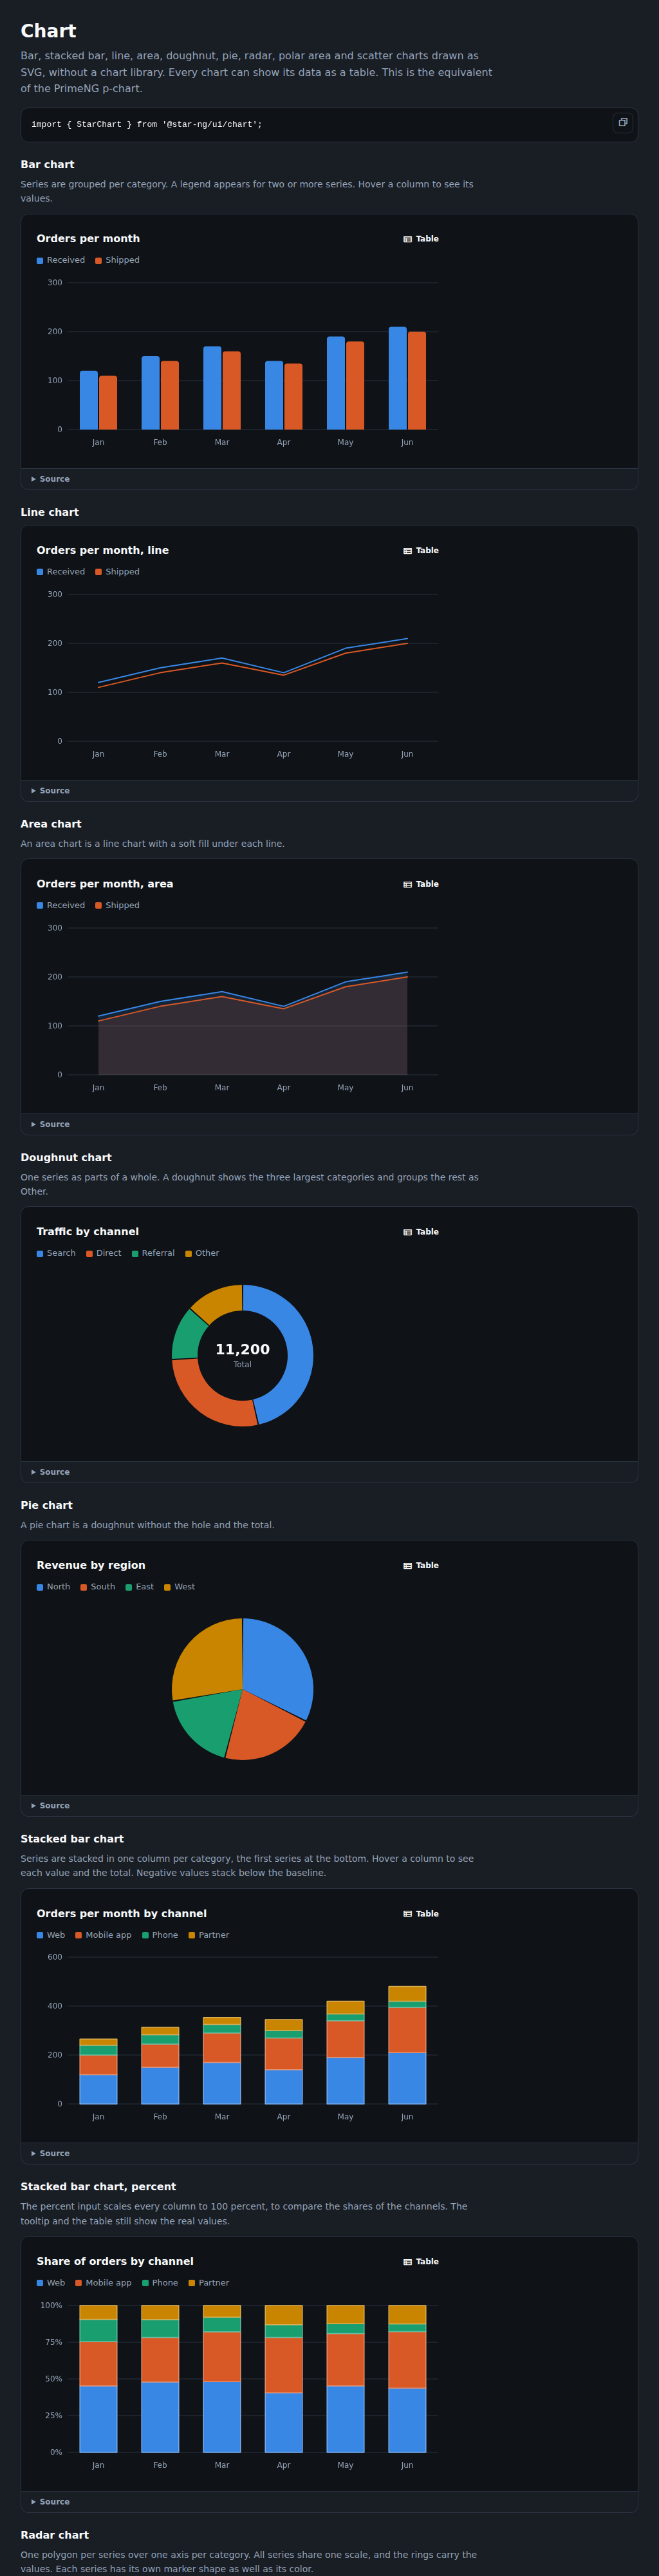 Chart
Bar, stacked bar, line, area, doughnut, pie, radar, polar area and scatter charts drawn as
SVG, without a chart library. Every chart can show its data as a table. This is the equivalent
of the PrimeNG p-chart.
import { StarChart } from '@star-ng/ui/chart';
Bar chart
Series are grouped per category. A legend appears for two or more series. Hover a column to see its
values.
Orders per month
Table
Received Shipped
300
200
100
0
Jan Feb Mar Apr May Jun
Source
Line chart
Orders per month, line
Table
Received Shipped
300
200
100
0
Jan Feb Mar Apr May Jun
Source
Area chart
An area chart is a line chart with a soft fill under each line.
Orders per month, area
Table
Received Shipped
300
200
100
0
Jan Feb Mar Apr May Jun
Source
Doughnut chart
One series as parts of a whole. A doughnut shows the three largest categories and groups the rest as
Other.
Traffic by channel
Table
Search Direct Referral Other
11,200
Total
Source
Pie chart
A pie chart is a doughnut without the hole and the total.
Revenue by region
Table
North South East West
Source
Stacked bar chart
Series are stacked in one column per category, the first series at the bottom. Hover a column to see
each value and the total. Negative values stack below the baseline.
Orders per month by channel
Table
Web Mobile app Phone Partner
600
400
200
0
Jan Feb Mar Apr May Jun
Source
Stacked bar chart, percent
The percent input scales every column to 100 percent, to compare the shares of the channels. The
tooltip and the table still show the real values.
Share of orders by channel
Table
Web Mobile app Phone Partner
100%
75%
50%
25%
0%
Jan Feb Mar Apr May Jun
Source
Radar chart
One polygon per series over one axis per category. All series share one scale, and the rings carry the
values. Each series has its own marker shape as well as its color.